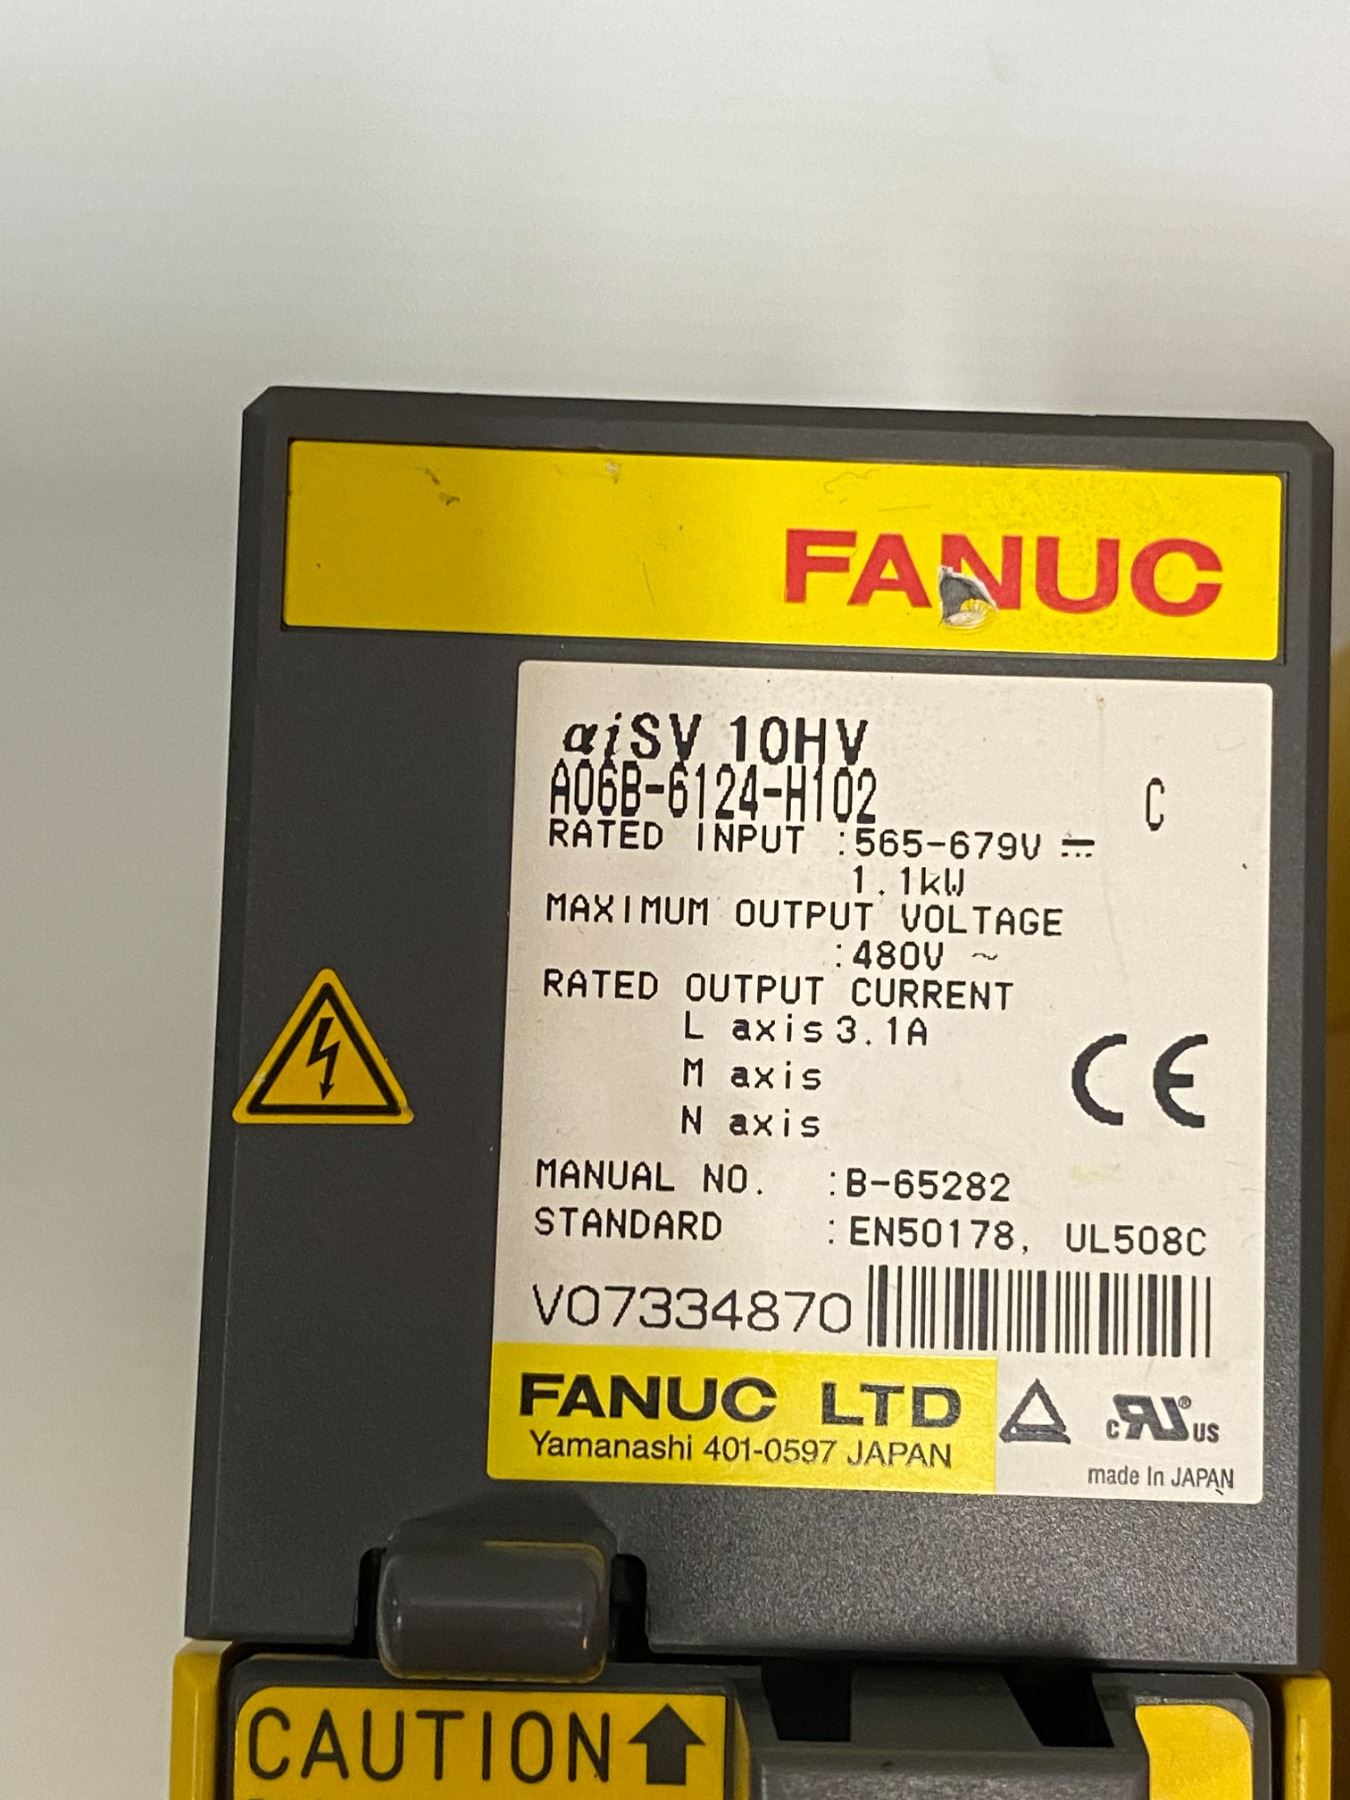 FANUC
αiSV 10HV
A06B-6124-H102 C
RATED INPUT :565-679V ⎓
1.1kW
MAXIMUM OUTPUT VOLTAGE
:480V ~
RATED OUTPUT CURRENT
L axis 3.1A
M axis
N axis
CE
MANUAL NO. :B-65282
STANDARD :EN50178, UL508C
V07334870
FANUC LTD
Yamanashi 401-0597 JAPAN
c RU ® US
made In JAPAN
CAUTION